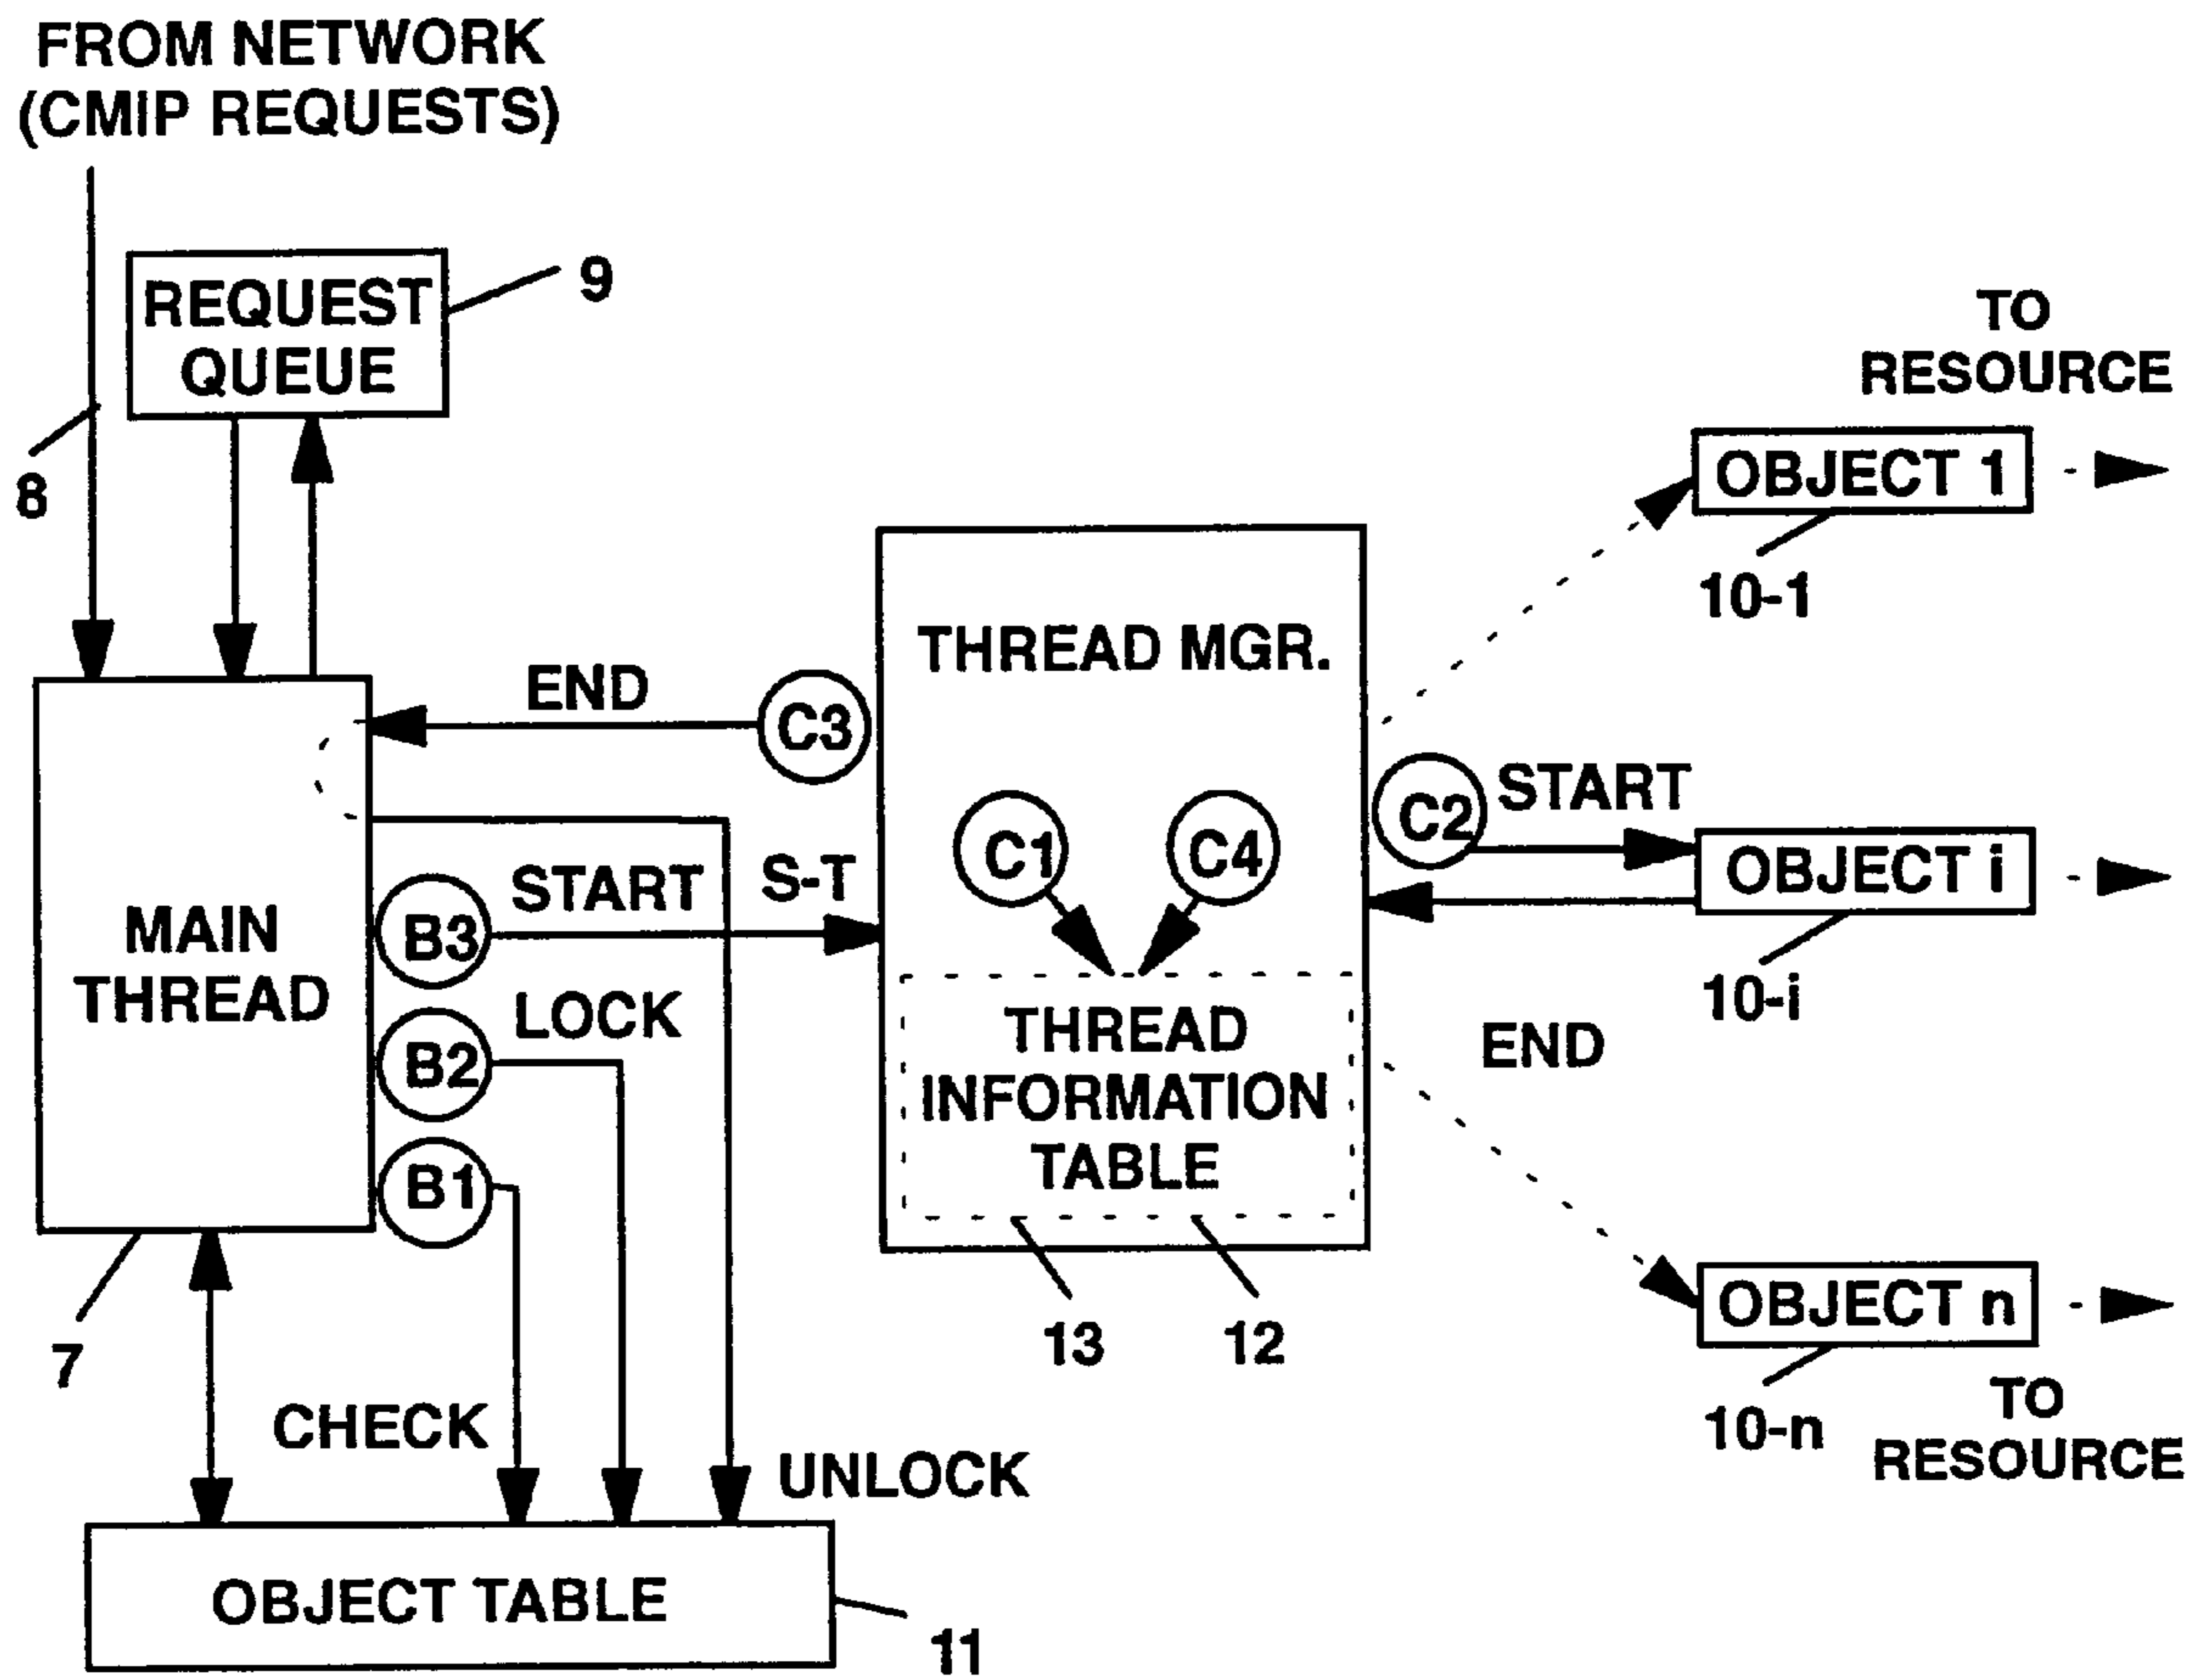 FROM NETWORK
(CMIP REQUESTS)
REQUEST
QUEUE
9
8
TO
RESOURCE
OBJECT 1
10-1
THREAD MGR.
END
C3
C1
C4
C2
START
OBJECT i
10-i
START
S-T
B3
MAIN
THREAD
LOCK
B2
B1
THREAD
INFORMATION
TABLE
END
13
12
7
OBJECT n
10-n
TO
RESOURCE
CHECK
UNLOCK
OBJECT TABLE
11